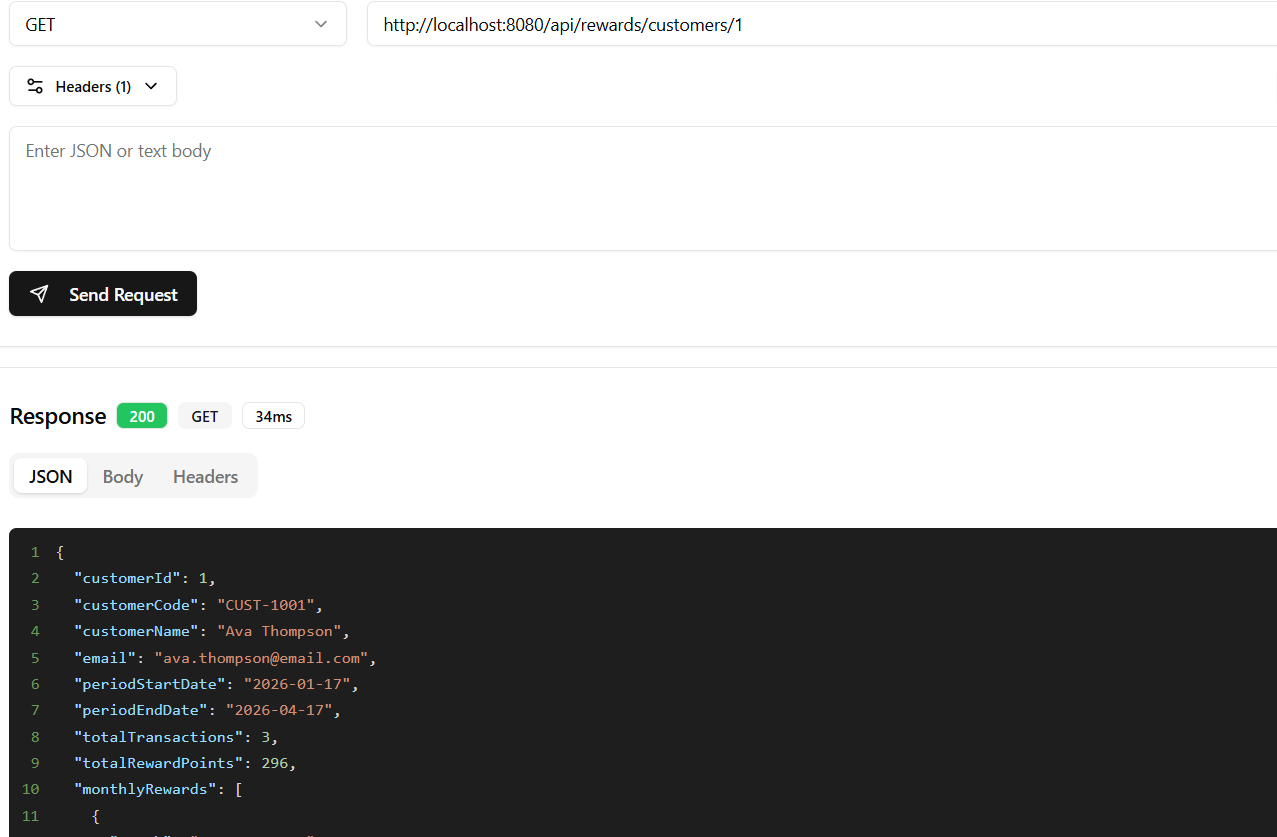 GET
http://localhost:8080/api/rewards/customers/1
Headers (1)
Enter JSON or text body
Send Request
Response 200 GET 34ms
JSON Body Headers
1 {
2 "customerId": 1,
3 "customerCode": "CUST-1001",
4 "customerName": "Ava Thompson",
5 "email": "ava.thompson@email.com",
6 "periodStartDate": "2026-01-17",
7 "periodEndDate": "2026-04-17",
8 "totalTransactions": 3,
9 "totalRewardPoints": 296,
10 "monthlyRewards": [
11 {